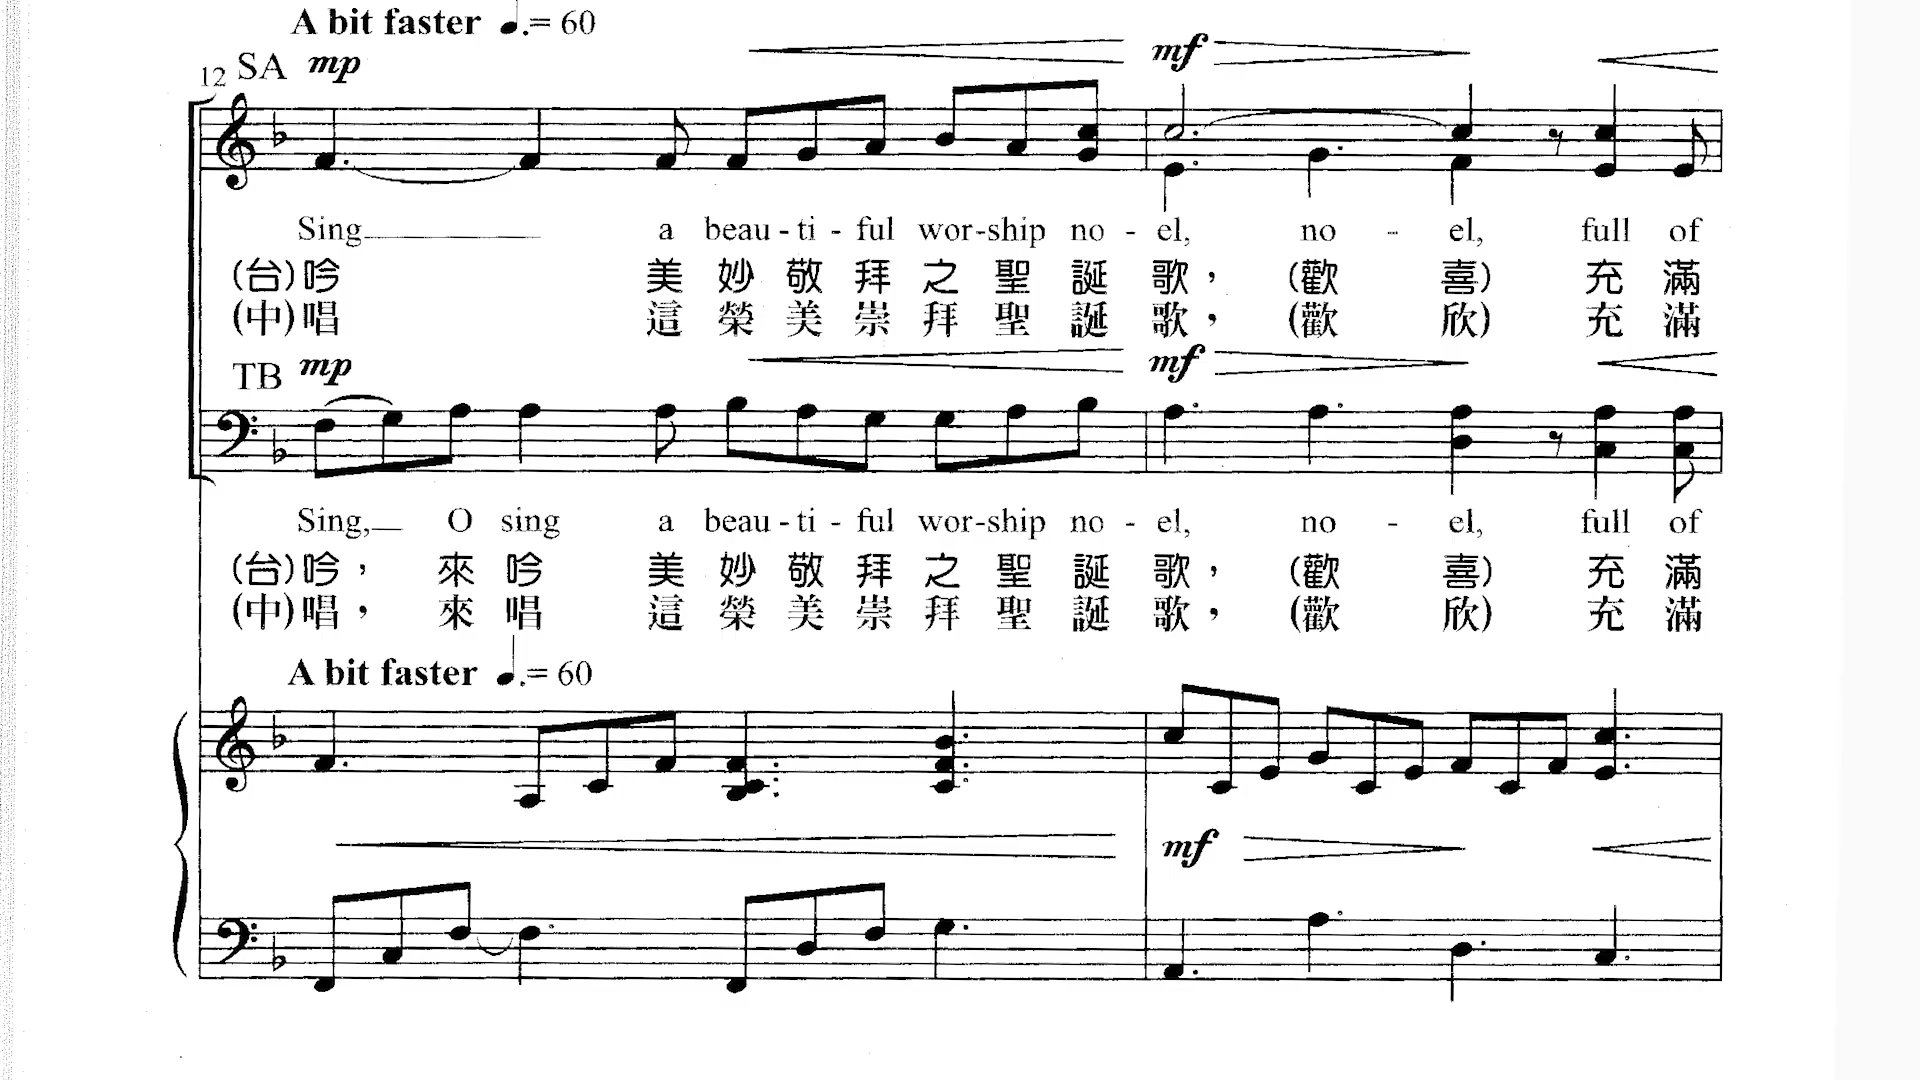 A bit faster ♩.= 60
12 SA mp mf
Sing a beau - ti - ful wor - ship no - el, no - el, full of
(台)吟 美 妙 敬 拜 之 聖 誕 歌， (歡 喜) 充 滿
(中)唱 這 榮 美 崇 拜 聖 誕 歌， (歡 欣) 充 滿
TB mp mf
Sing, O sing a beau - ti - ful wor - ship no - el, no - el, full of
(台)吟， 來 吟 美 妙 敬 拜 之 聖 誕 歌， (歡 喜) 充 滿
(中)唱， 來 唱 這 榮 美 崇 拜 聖 誕 歌， (歡 欣) 充 滿
A bit faster ♩.= 60
mf